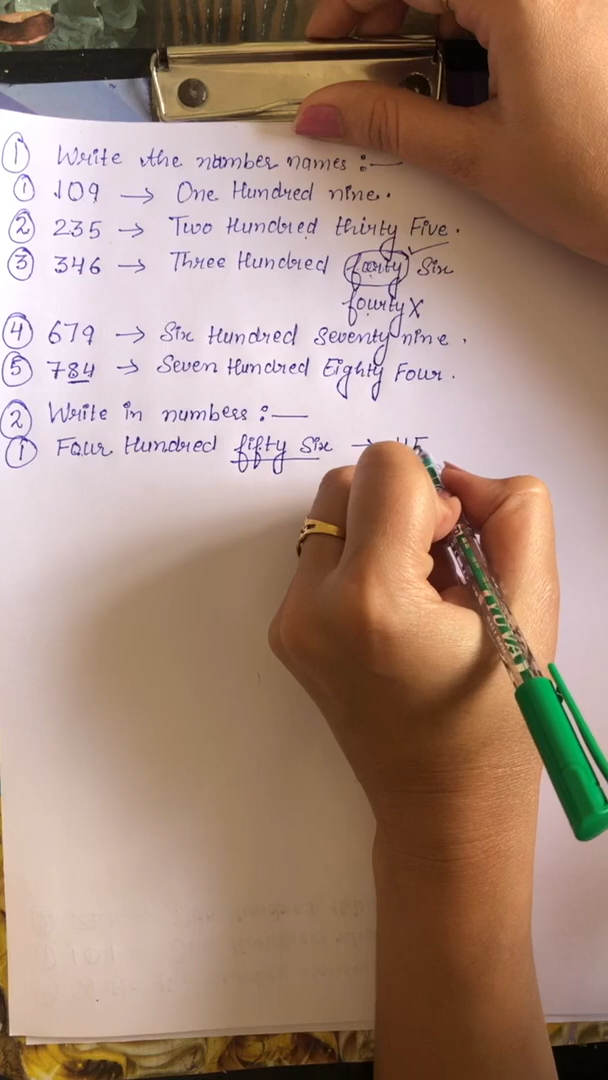 ① Write the number names :—
① 109 → One Hundred nine.
② 235 → Two Hundred thirty Five.
③ 346 → Three Hundred forty Six
fourty X
④ 679 → Six Hundred Seventy nine.
⑤ 784 → Seven Hundred Eighty Four.
② Write in numbers :—
① Four Hundred fifty Six → 45